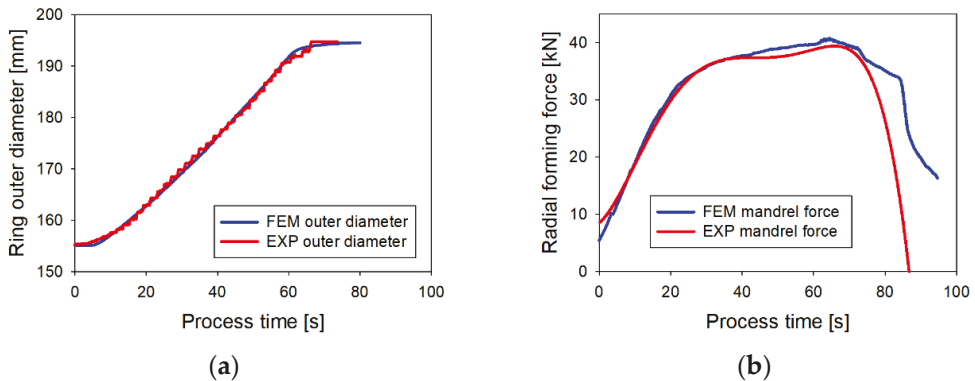 200
190
180
170
160
150
Ring outer diameter [mm]
FEM outer diameter
EXP outer diameter
0 20 40 60 80 100
Process time [s]
(a)
40
30
20
10
0
Radial forming force [kN]
FEM mandrel force
EXP mandrel force
0 20 40 60 80 100
Process time [s]
(b)